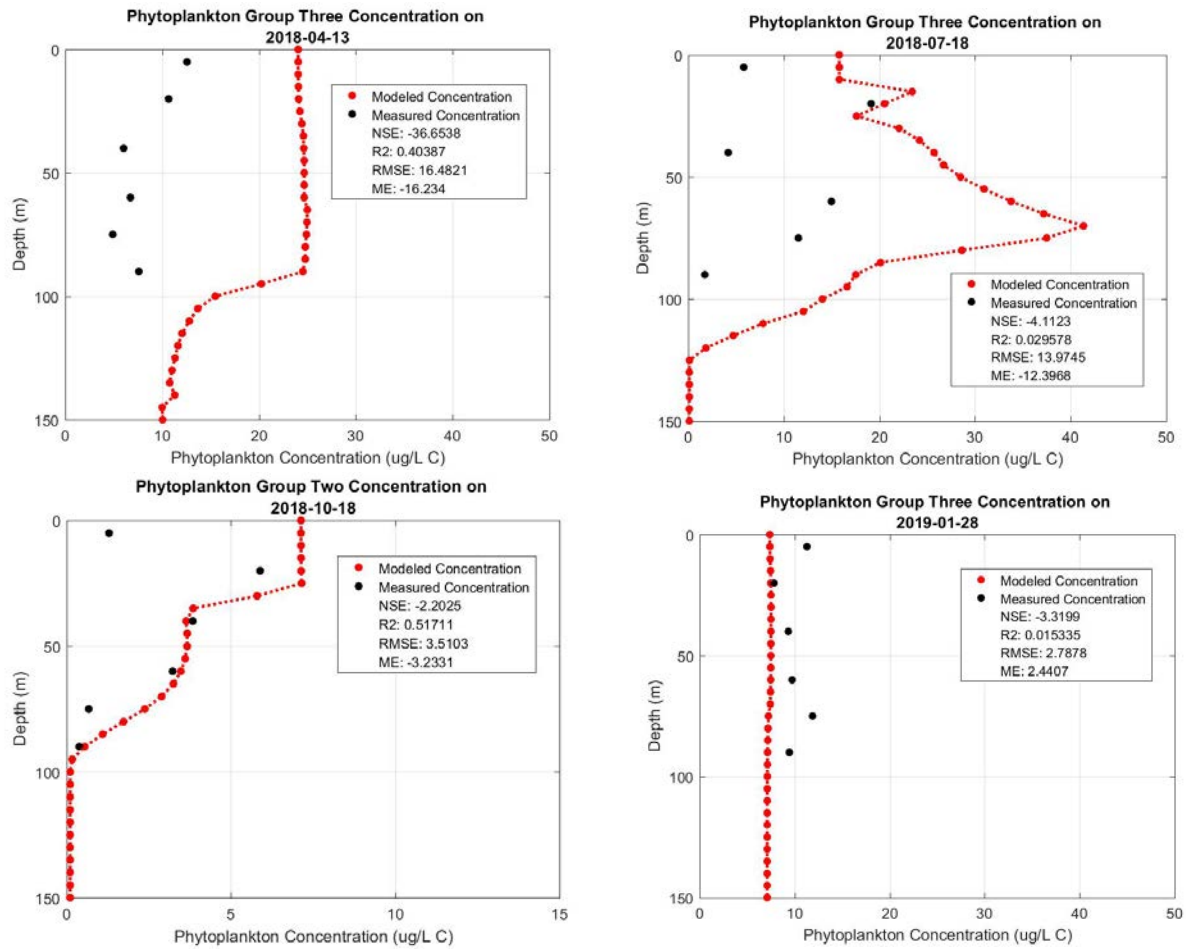 Phytoplankton Group Three Concentration on
2018-04-13
0
50
100
150
Depth (m)
0
10
20
30
40
50
Phytoplankton Concentration (ug/L C)
Modeled Concentration
Measured Concentration
NSE: -36.6538
R2: 0.40387
RMSE: 16.4821
ME: -16.234
Phytoplankton Group Three Concentration on
2018-07-18
0
50
100
150
Depth (m)
0
10
20
30
40
50
Phytoplankton Concentration (ug/L C)
Modeled Concentration
Measured Concentration
NSE: -4.1123
R2: 0.029578
RMSE: 13.9745
ME: -12.3968
Phytoplankton Group Two Concentration on
2018-10-18
0
50
100
150
Depth (m)
0
5
10
15
Phytoplankton Concentration (ug/L C)
Modeled Concentration
Measured Concentration
NSE: -2.2025
R2: 0.51711
RMSE: 3.5103
ME: -3.2331
Phytoplankton Group Three Concentration on
2019-01-28
0
50
100
150
Depth (m)
0
10
20
30
40
50
Phytoplankton Concentration (ug/L C)
Modeled Concentration
Measured Concentration
NSE: -3.3199
R2: 0.015335
RMSE: 2.7878
ME: 2.4407